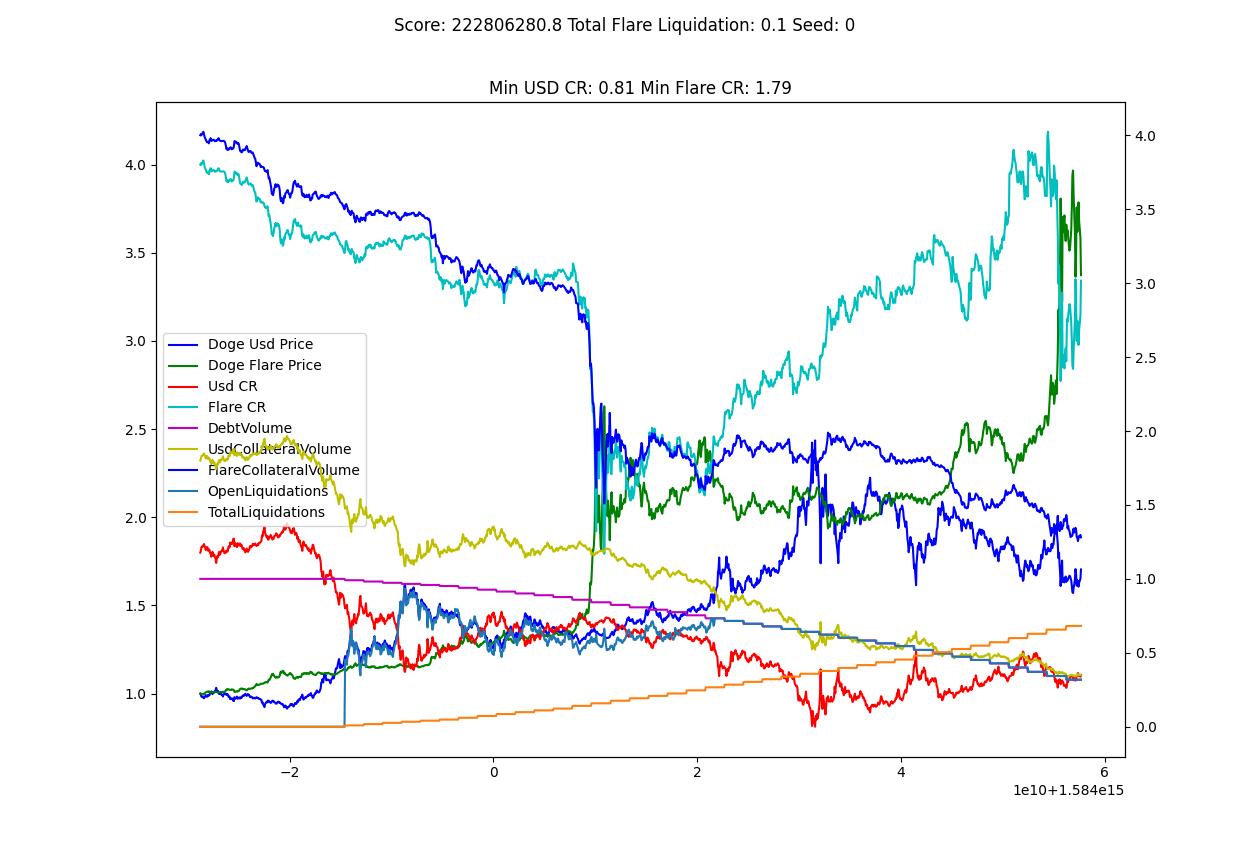 Score: 222806280.8 Total Flare Liquidation: 0.1 Seed: 0
Min USD CR: 0.81 Min Flare CR: 1.79
4.0
3.5
3.0
2.5
2.0
1.5
1.0
Doge Usd Price
Doge Flare Price
Usd CR
Flare CR
DebtVolume
UsdCollateralVolume
FlareCollateralVolume
OpenLiquidations
TotalLiquidations
4.0
3.5
3.0
2.5
2.0
1.5
1.0
0.5
0.0
−2 0 2 4 6
1e10+1.584e15